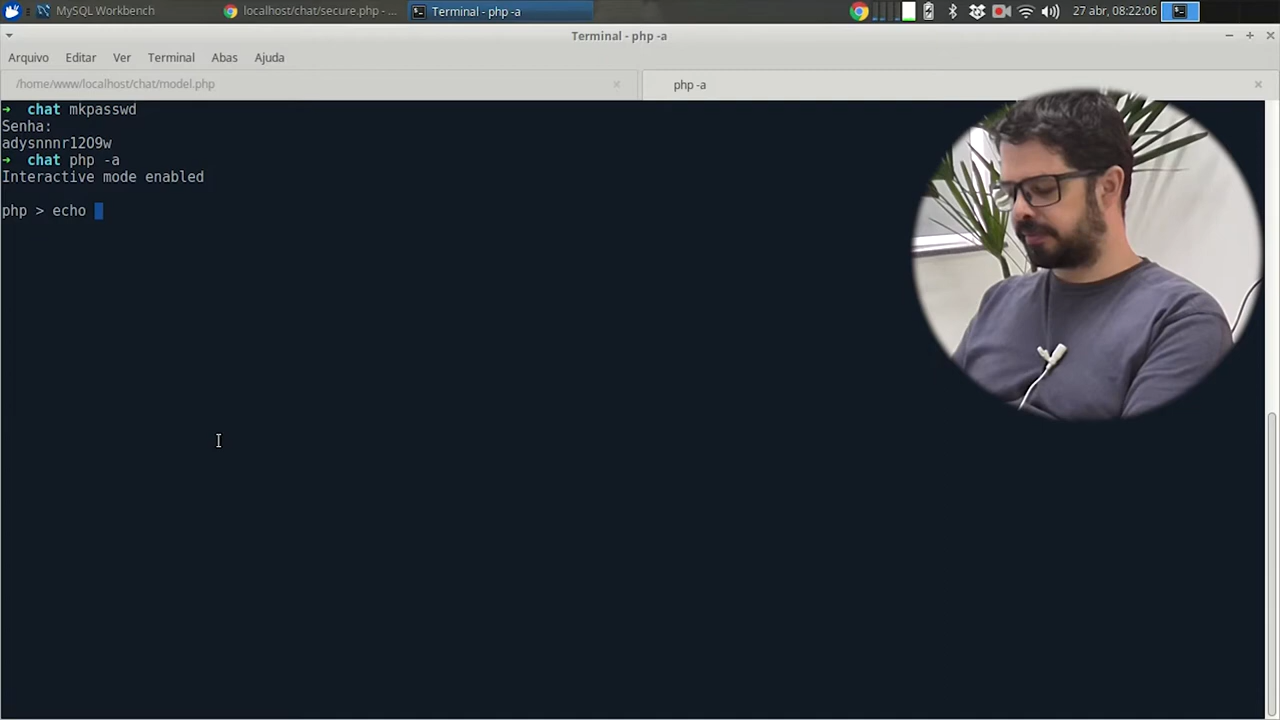 MySQL Workbench
localhost/chat/secure.php - ...
Terminal - php -a
27 abr, 08:22:06
Terminal - php -a
Arquivo Editar Ver Terminal Abas Ajuda
/home/www/localhost/chat/model.php
php -a
➜ chat mkpasswd
Senha:
adysnnnr12O9w
➜ chat php -a
Interactive mode enabled
php > echo